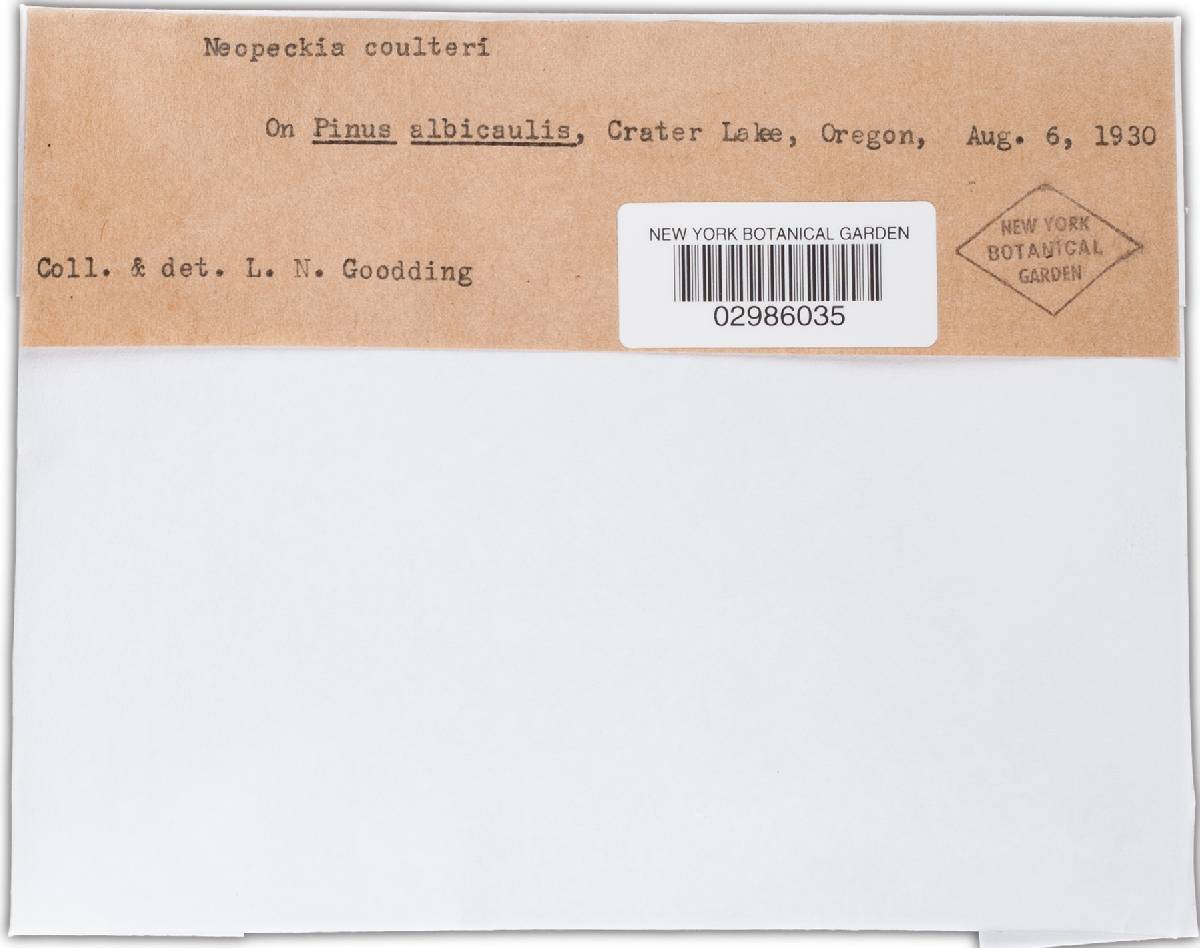 Neopeckia coulteri
On Pinus albicaulis, Crater Lake, Oregon, Aug. 6, 1930
Coll. & det. L. N. Goodding
NEW YORK BOTANICAL GARDEN
02986035
NEW YORK
BOTANICAL
GARDEN